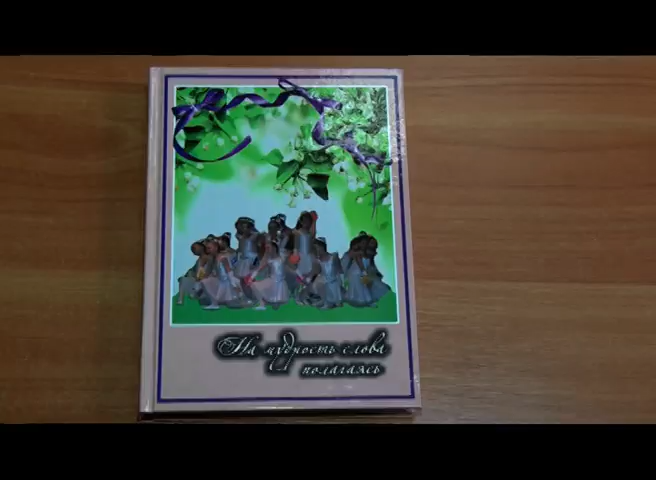 На мудрость слова
полагаясь